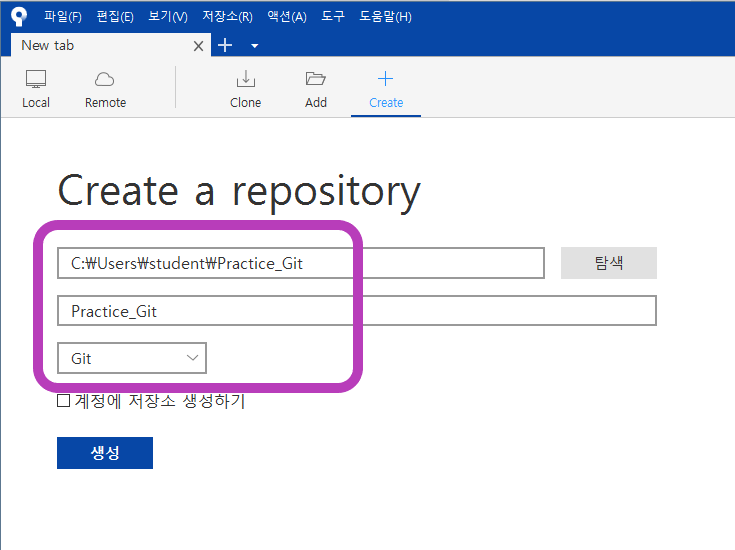 파일(F) 편집(E) 보기(V) 저장소(R) 액션(A) 도구 도움말(H)
New tab
Local Remote Clone Add Create
Create a repository
C:₩Users₩student₩Practice_Git 탐색
Practice_Git
Git
계정에 저장소 생성하기
생성